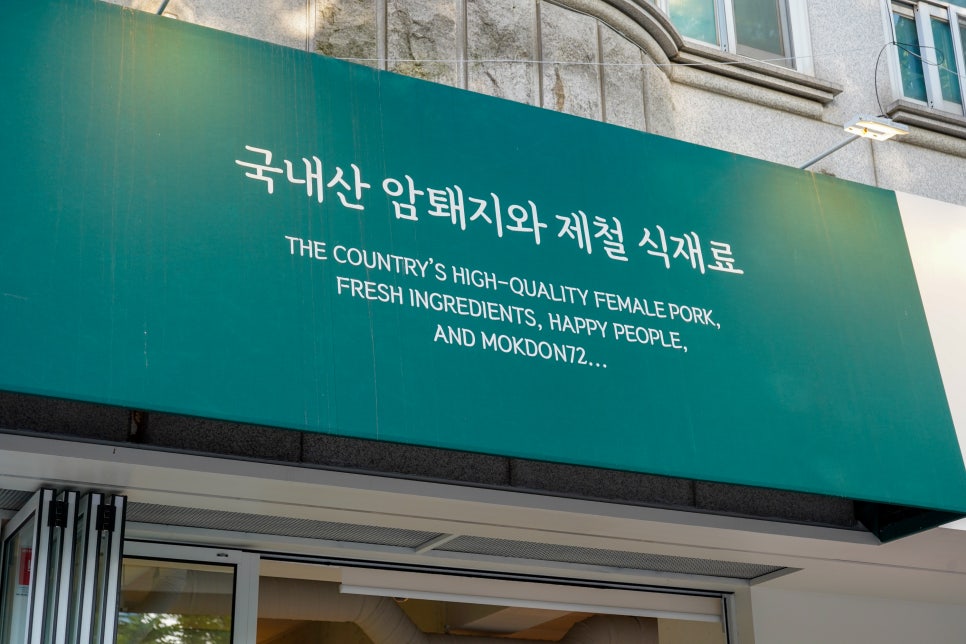 국내산 암퇘지와 제철 식재료
THE COUNTRY'S HIGH-QUALITY FEMALE PORK,
FRESH INGREDIENTS, HAPPY PEOPLE,
AND MOKDON72...